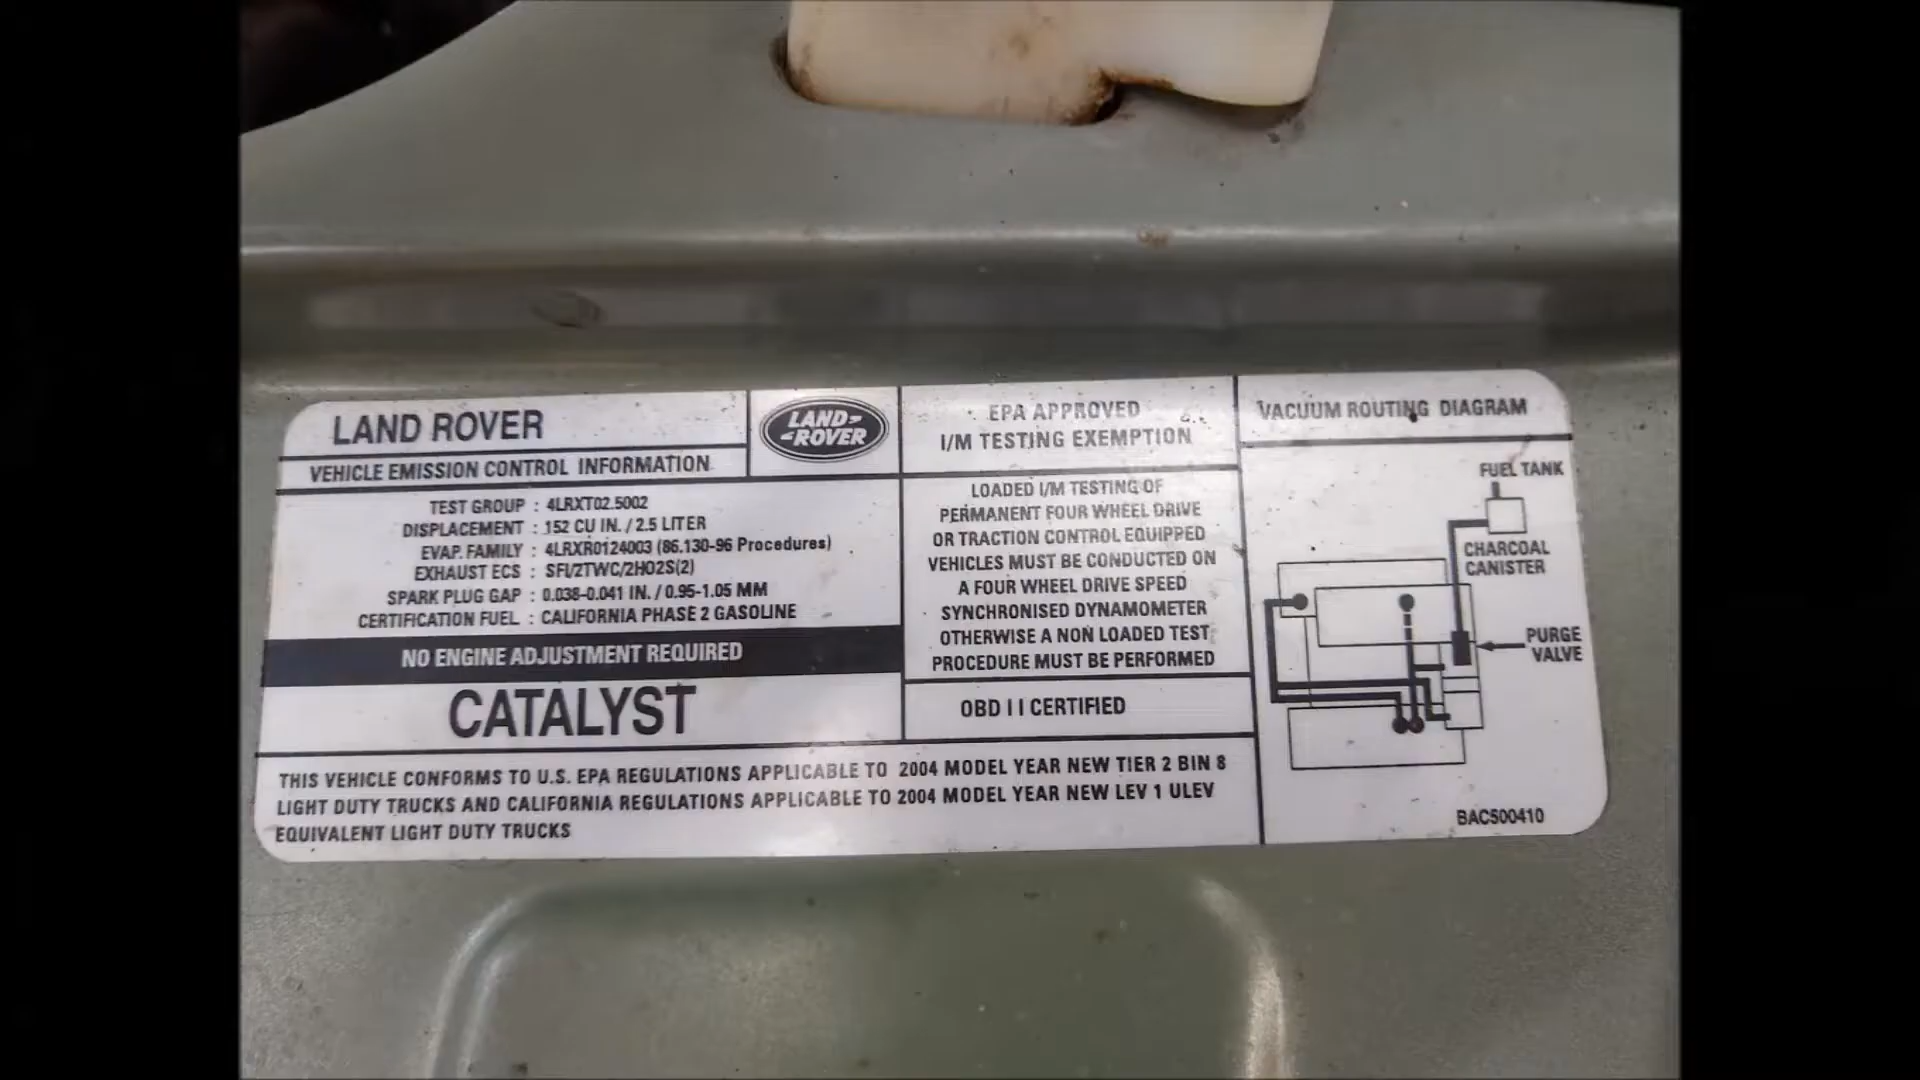 LAND ROVER
VEHICLE EMISSION CONTROL INFORMATION
LAND-
-ROVER
TEST GROUP : 4LRXT02.5002
DISPLACEMENT : 152 CU IN. / 2.5 LITER
EVAP. FAMILY : 4LRXR0124003 (86.130-96 Procedures)
EXHAUST ECS : SFI/2TWC/2HO2S(2)
SPARK PLUG GAP : 0.038-0.041 IN. / 0.95-1.05 MM
CERTIFICATION FUEL : CALIFORNIA PHASE 2 GASOLINE
NO ENGINE ADJUSTMENT REQUIRED
CATALYST
EPA APPROVED
I/M TESTING EXEMPTION
LOADED I/M TESTING OF
PERMANENT FOUR WHEEL DRIVE
OR TRACTION CONTROL EQUIPPED
VEHICLES MUST BE CONDUCTED ON
A FOUR WHEEL DRIVE SPEED
SYNCHRONISED DYNAMOMETER
OTHERWISE A NON LOADED TEST
PROCEDURE MUST BE PERFORMED
OBD I I CERTIFIED
THIS VEHICLE CONFORMS TO U.S. EPA REGULATIONS APPLICABLE TO 2004 MODEL YEAR NEW TIER 2 BIN 8
LIGHT DUTY TRUCKS AND CALIFORNIA REGULATIONS APPLICABLE TO 2004 MODEL YEAR NEW LEV 1 ULEV
EQUIVALENT LIGHT DUTY TRUCKS
VACUUM ROUTING DIAGRAM
FUEL TANK
CHARCOAL
CANISTER
PURGE
VALVE
BAC500410